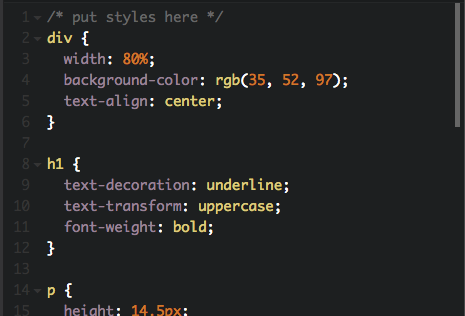 1 /* put styles here */
2 div {
3 width: 80%;
4 background-color: rgb(35, 52, 97);
5 text-align: center;
6 }
7
8 h1 {
9 text-decoration: underline;
10 text-transform: uppercase;
11 font-weight: bold;
12 }
13
14 p {
15 height: 14.5px;